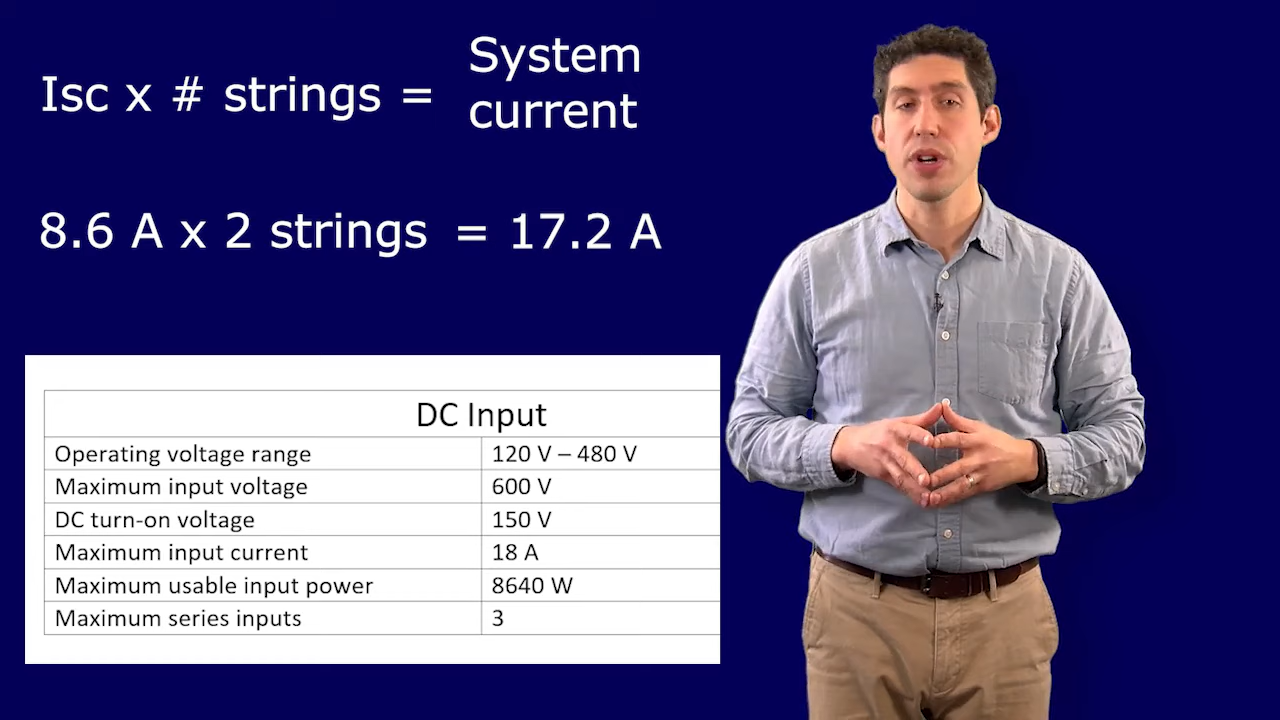 Isc x # strings = System current
8.6 A x 2 strings = 17.2 A
DC Input
Operating voltage range 120 V – 480 V
Maximum input voltage 600 V
DC turn-on voltage 150 V
Maximum input current 18 A
Maximum usable input power 8640 W
Maximum series inputs 3